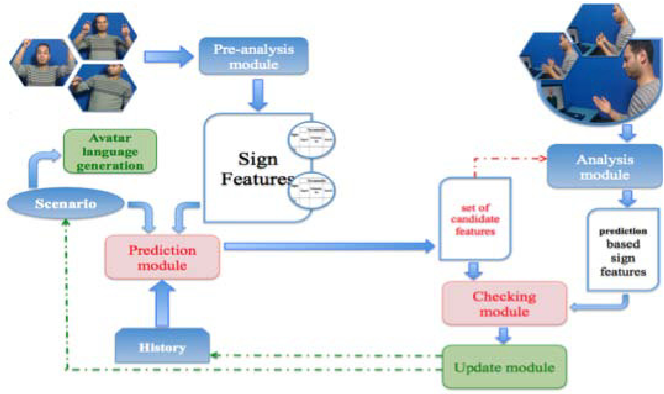 Pre-analysis
module
Avatar
language
generation
Sign
Features
Analysis
module
Scenario
set of
candidate
features
prediction
based
sign
features
Prediction
module
Checking
module
History
Update module